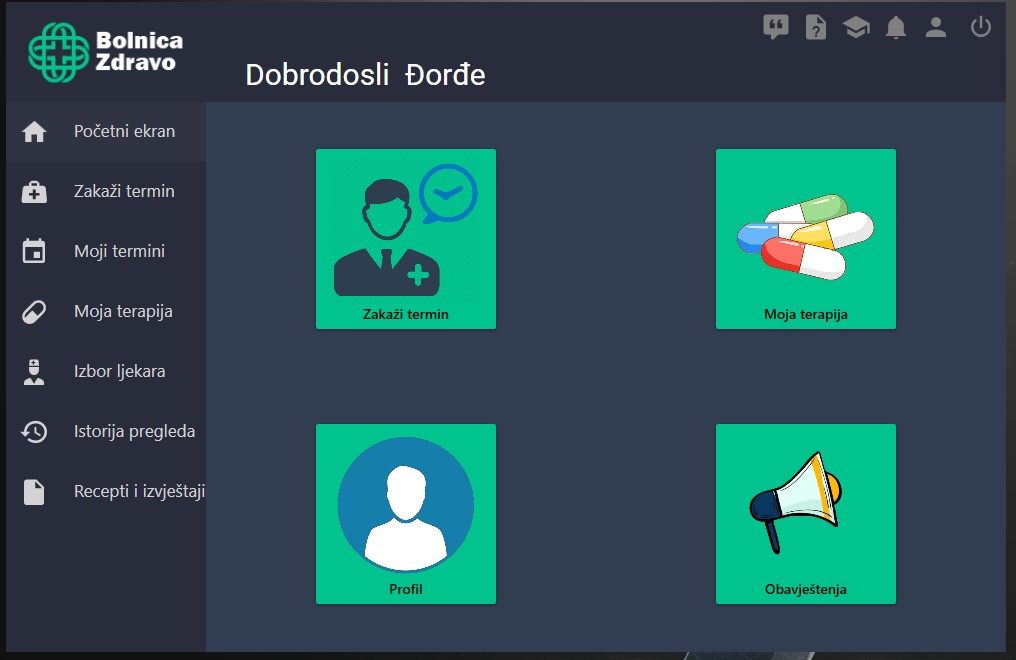 Bolnica
Zdravo
Dobrodosli Đorđe
Početni ekran
Zakaži termin
Moji termini
Moja terapija
Izbor ljekara
Istorija pregleda
Recepti i izvještaji
Zakaži termin
Moja terapija
Profil
Obavještenja